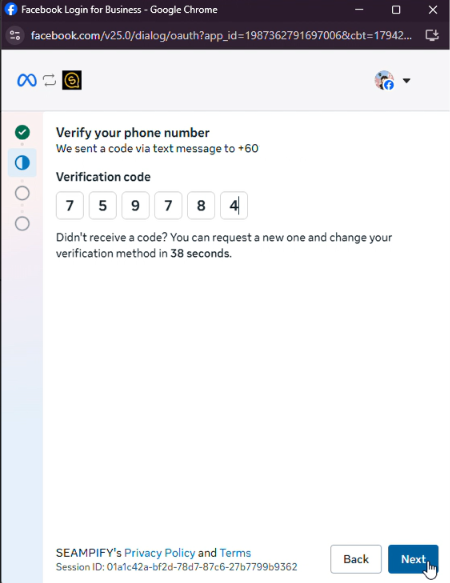 Facebook Login for Business - Google Chrome
facebook.com/v25.0/dialog/oauth?app_id=1987362791697006&cbt=17942...
Verify your phone number
We sent a code via text message to +60
Verification code
7 5 9 7 8 4
Didn't receive a code? You can request a new one and change your
verification method in 38 seconds.
SEAMPIFY's Privacy Policy and Terms
Session ID: 01a1c42a-bf2d-78d7-87c6-27b7799b9362
Back Next